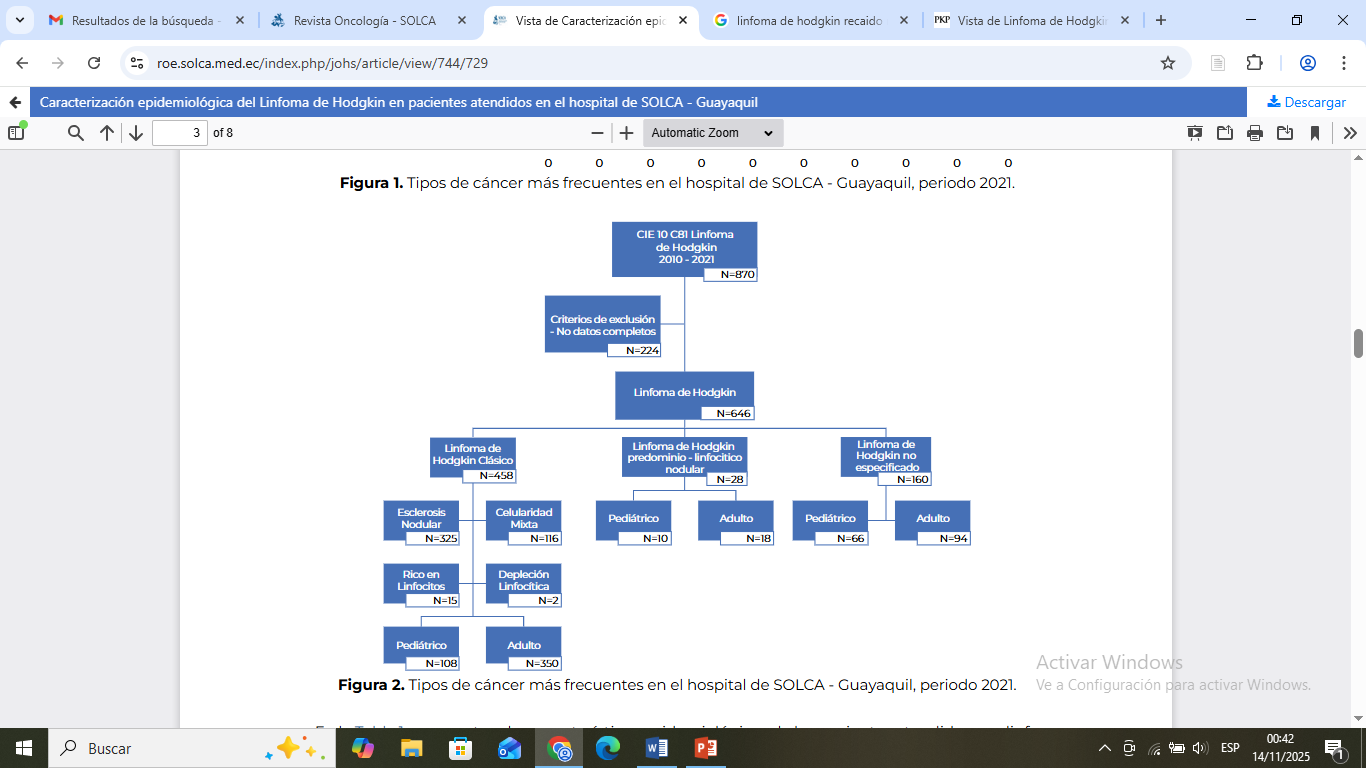 Resultados de la búsqueda -
Revista Oncología - SOLCA
Vista de Caracterización epid
linfoma de hodgkin recaido
PKP Vista de Linfoma de Hodgkin
roe.solca.med.ec/index.php/johs/article/view/744/729
Caracterización epidemiológica del Linfoma de Hodgkin en pacientes atendidos en el hospital de SOLCA - Guayaquil
Descargar
3 of 8
Automatic Zoom
0 0 0 0 0 0 0 0 0 0
Figura 1. Tipos de cáncer más frecuentes en el hospital de SOLCA - Guayaquil, periodo 2021.
CIE 10 C81 Linfoma
de Hodgkin
2010 - 2021
N=870
Criterios de exclusión
- No datos completos
N=224
Linfoma de Hodgkin
N=646
Linfoma de
Hodgkin Clásico
N=458
Linfoma de Hodgkin
predominio - linfocitico
nodular
N=28
Linfoma de
Hodgkin no
especificado
N=160
Esclerosis
Nodular
N=325
Celularidad
Mixta
N=116
Pediátrico
N=10
Adulto
N=18
Pediátrico
N=66
Adulto
N=94
Rico en
Linfocitos
N=15
Depleción
Linfocítica
N=2
Pediátrico
N=108
Adulto
N=350
Figura 2. Tipos de cáncer más frecuentes en el hospital de SOLCA - Guayaquil, periodo 2021.
Activar Windows
Ve a Configuración para activar Windows.
Buscar
ESP
00:42
14/11/2025
1